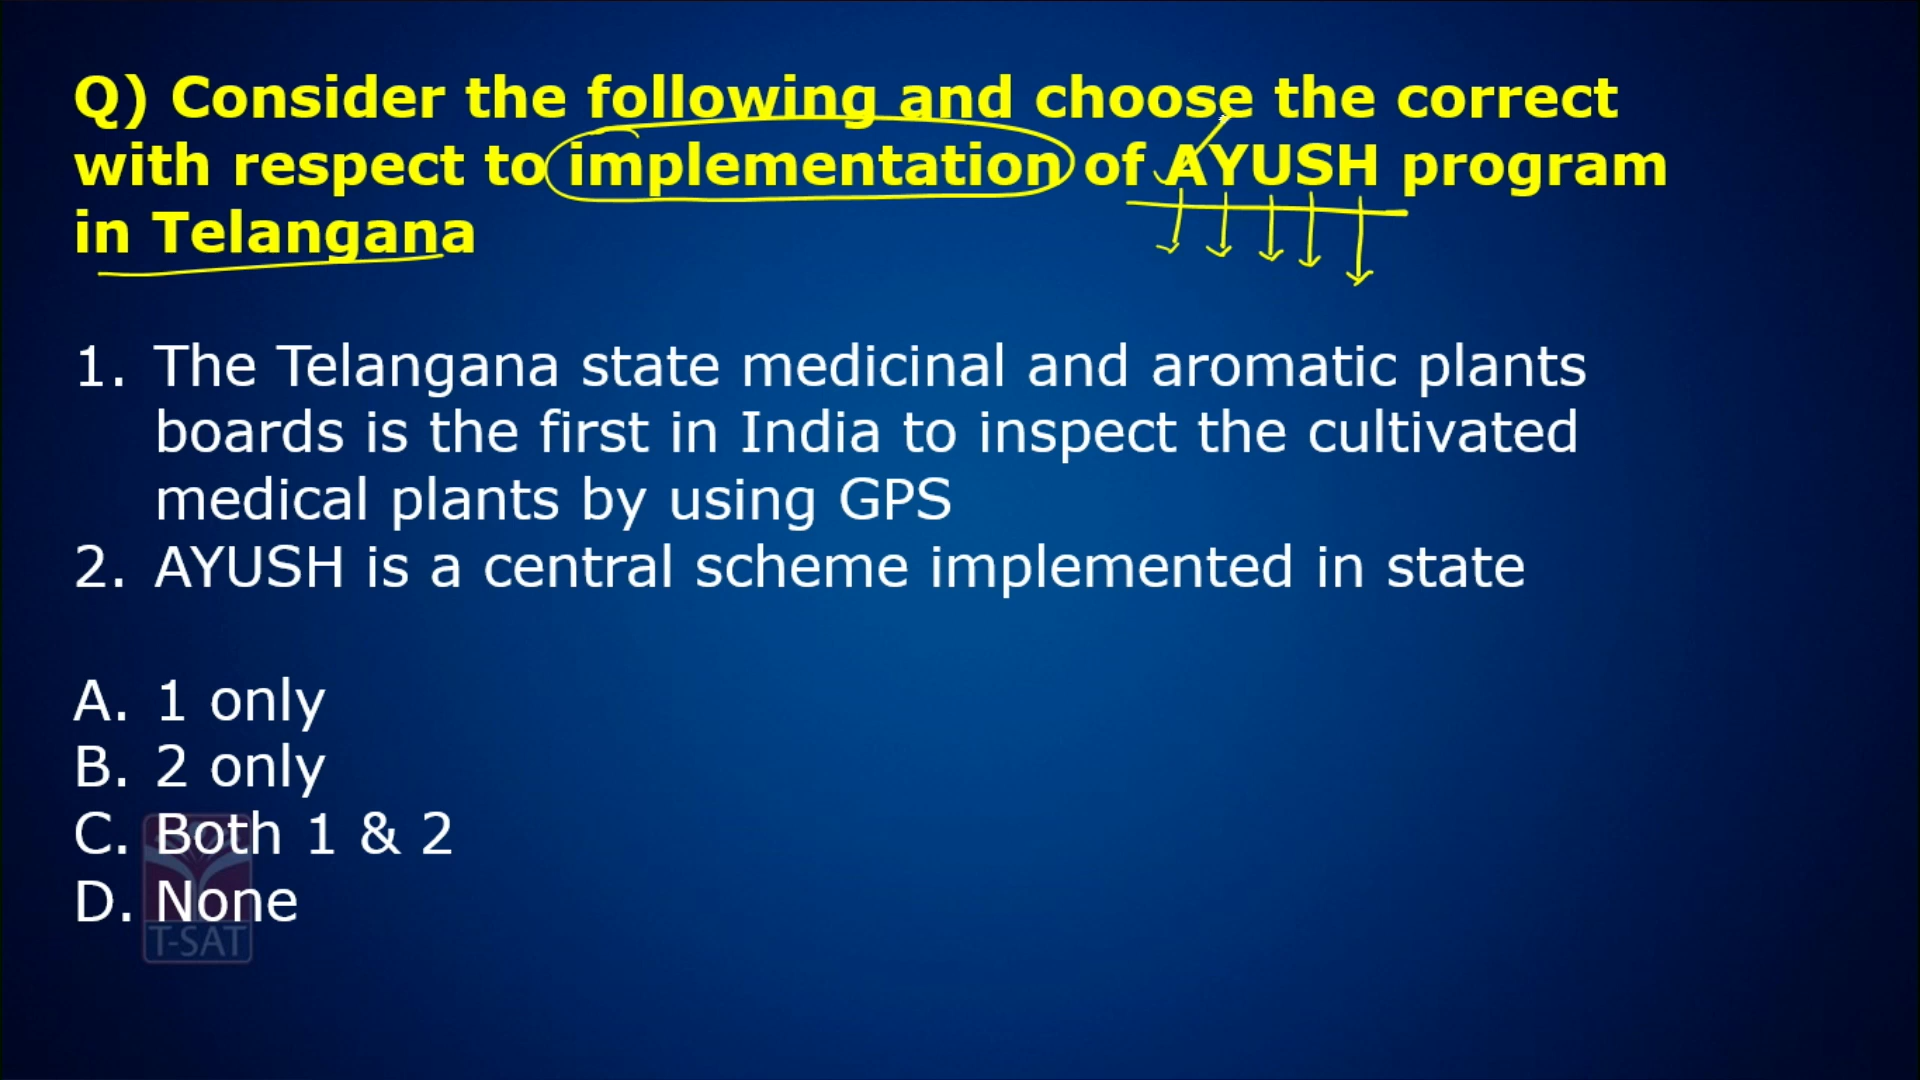 Q) Consider the following and choose the correct
with respect to implementation of AYUSH program
in Telangana
1. The Telangana state medicinal and aromatic plants
boards is the first in India to inspect the cultivated
medical plants by using GPS
2. AYUSH is a central scheme implemented in state
A. 1 only
B. 2 only
C. Both 1 & 2
D. None
T-SAT